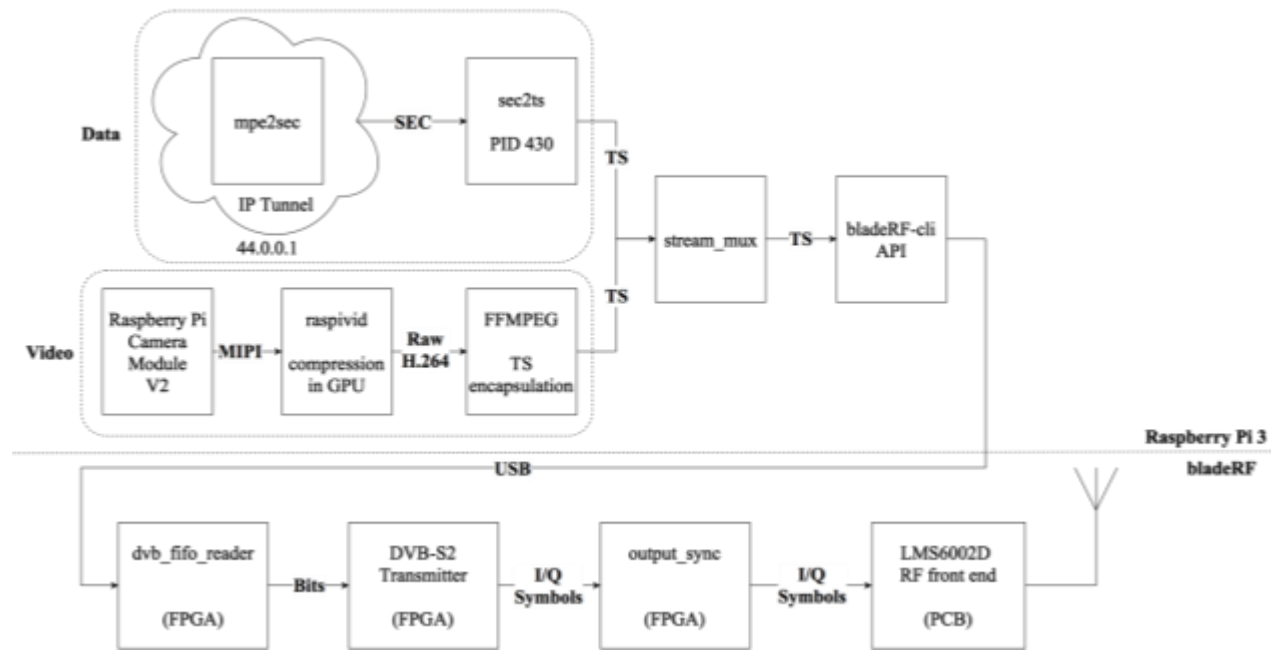 Data
mpe2sec
IP Tunnel
44.0.0.1
SEC
sec2ts
PID 430
TS
Video
Raspberry Pi
Camera
Module
V2
MIPI
raspivid
compression
in GPU
Raw
H.264
FFMPEG
TS
encapsulation
TS
stream_mux
TS
bladeRF-cli
API
Raspberry Pi 3
USB
bladeRF
dvb_fifo_reader
(FPGA)
Bits
DVB-S2
Transmitter
(FPGA)
I/Q
Symbols
output_sync
(FPGA)
I/Q
Symbols
LMS6002D
RF front end
(PCB)